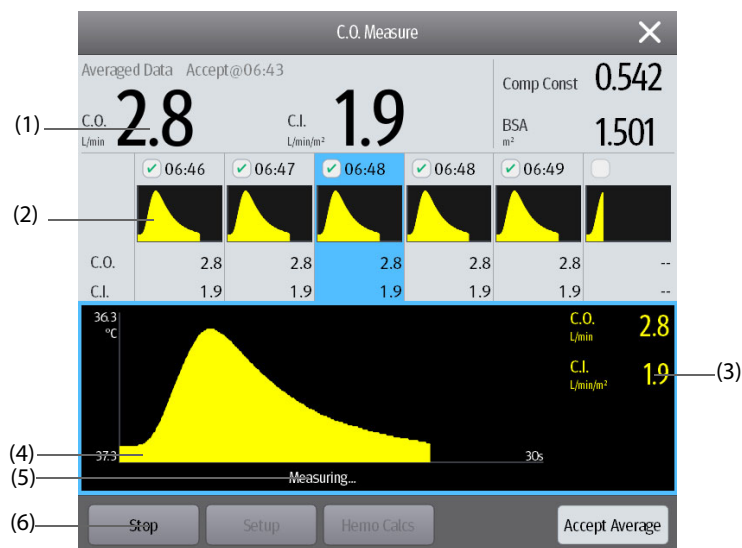 C.O. Measure
Averaged Data Accept@06:43
C.O. L/min 2.8
C.I. L/min/m² 1.9
Comp Const 0.542
BSA m² 1.501
06:46 06:47 06:48 06:48 06:49
C.O. 2.8 2.8 2.8 2.8 2.8 --
C.I. 1.9 1.9 1.9 1.9 1.9 --
36.3
°C
C.O. L/min 2.8
C.I. L/min/m² 1.9
37.3
30s
Measuring...
Stop Setup Hemo Calcs Accept Average
(1)
(2)
(3)
(4)
(5)
(6)